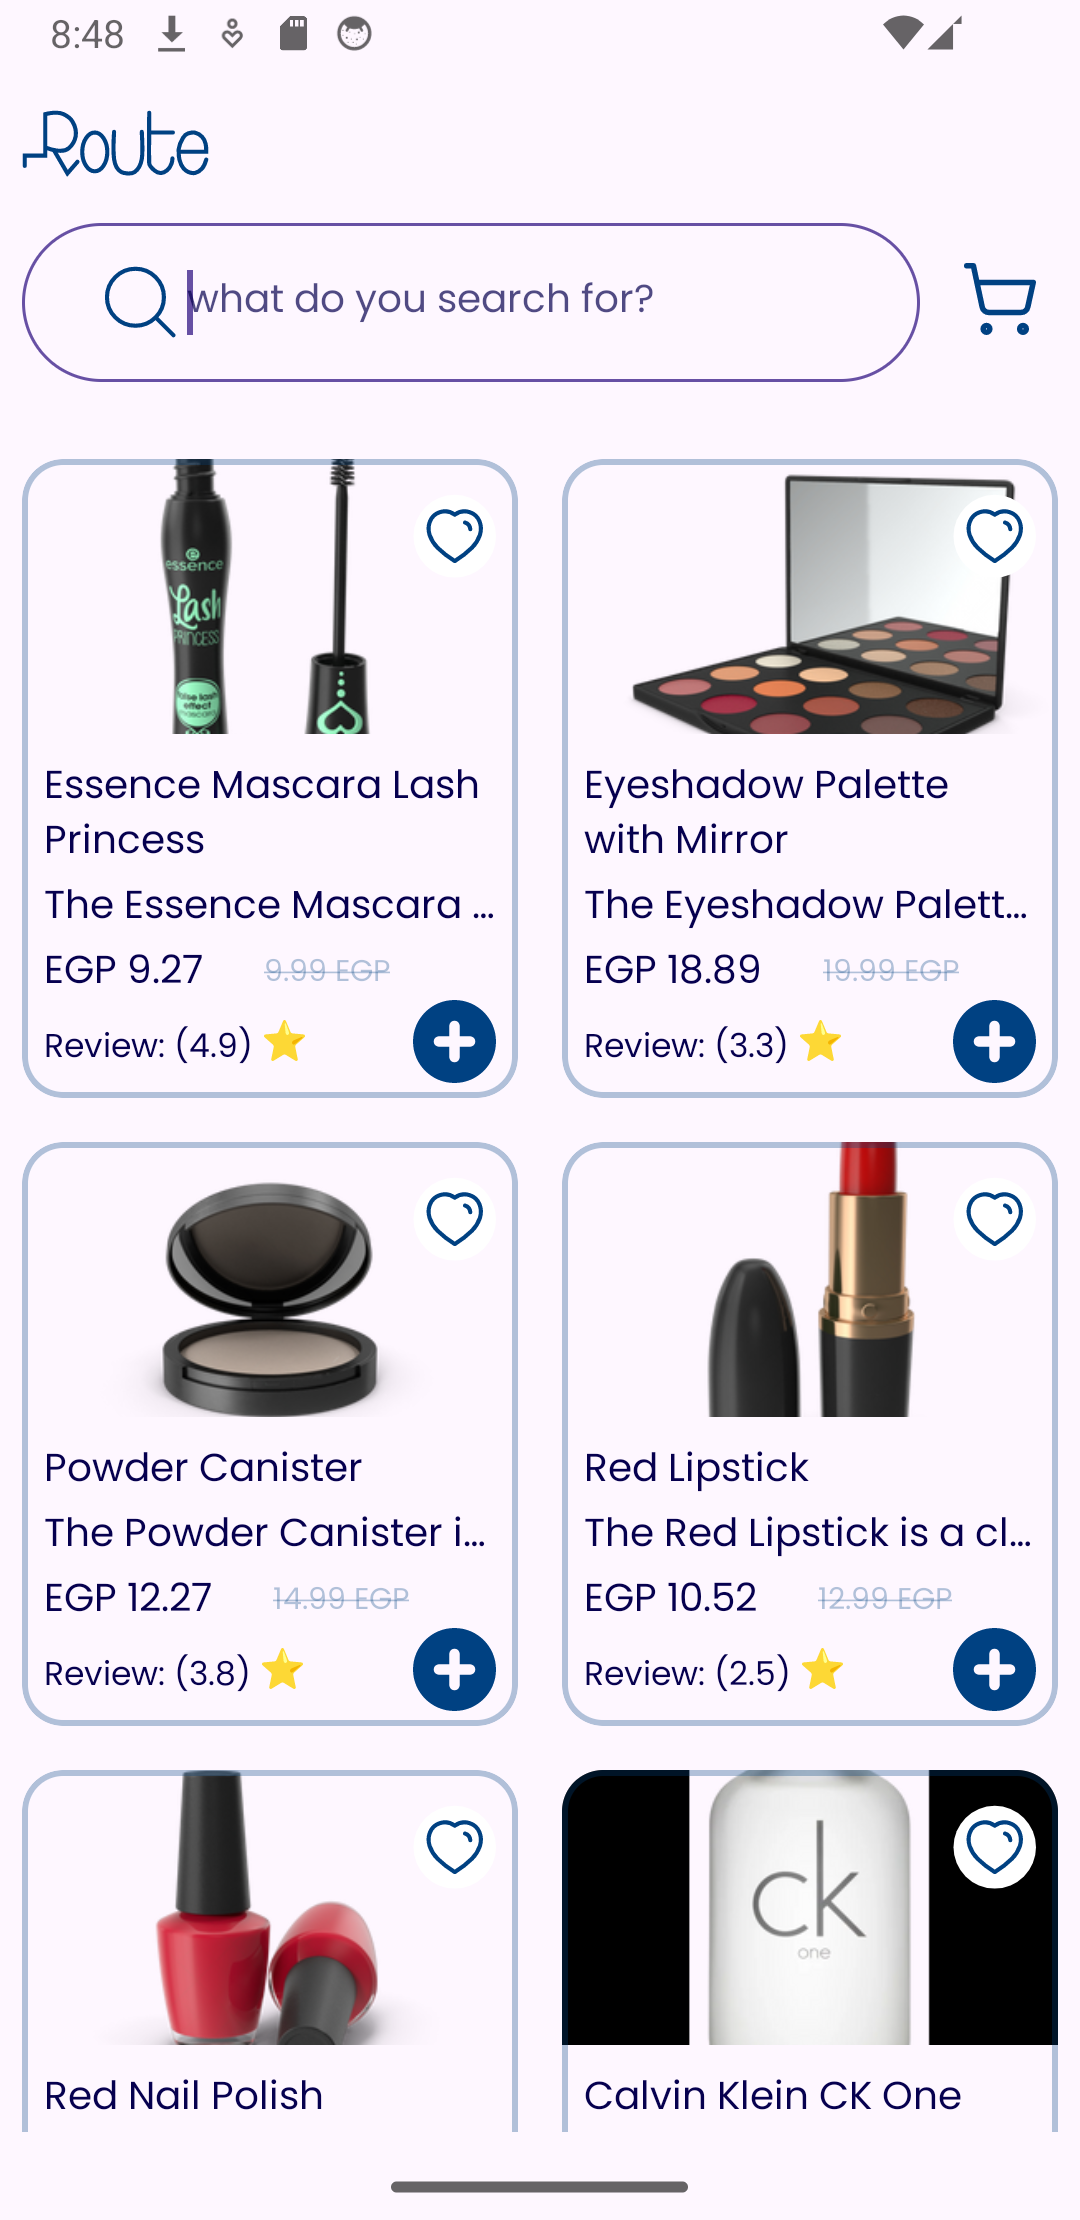 8:48
Route
what do you search for?
essence
Lash
PRINCESS
false lash
effect
mascara
Essence Mascara Lash
Princess
The Essence Mascara ...
EGP 9.27 9.99 EGP
Review: (4.9) ⭐
Eyeshadow Palette
with Mirror
The Eyeshadow Palett...
EGP 18.89 19.99 EGP
Review: (3.3) ⭐
Powder Canister
The Powder Canister i...
EGP 12.27 14.99 EGP
Review: (3.8) ⭐
Red Lipstick
The Red Lipstick is a cl...
EGP 10.52 12.99 EGP
Review: (2.5) ⭐
Red Nail Polish
ck
one
Calvin Klein CK One